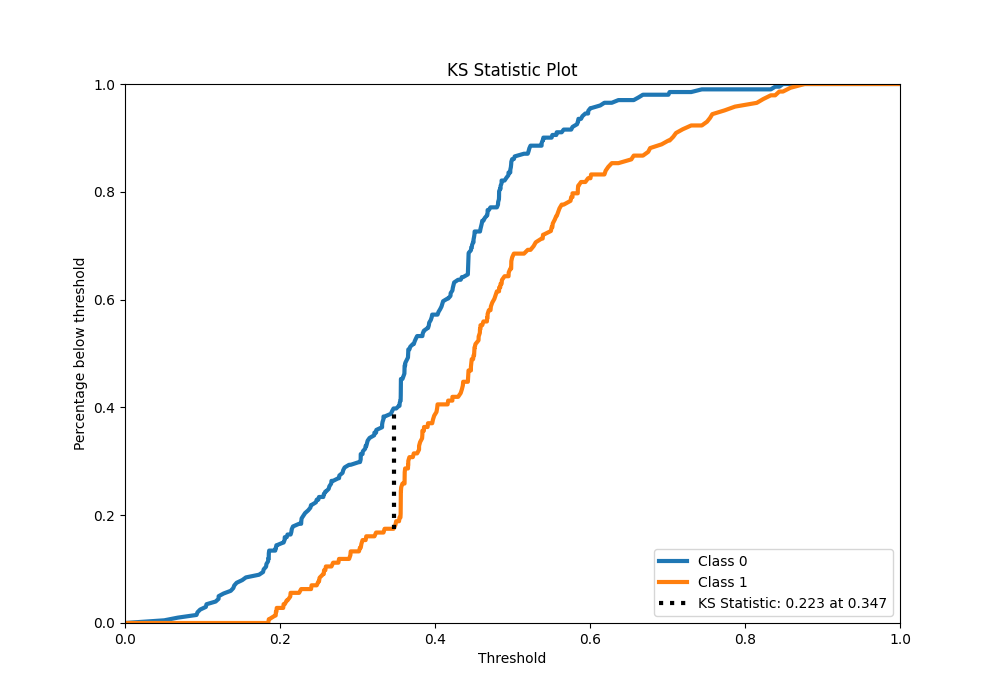 KS Statistic Plot
1.0
0.8
0.6
0.4
0.2
0.0
Percentage below threshold
0.0 0.2 0.4 0.6 0.8 1.0
Threshold
Class 0
Class 1
KS Statistic: 0.223 at 0.347